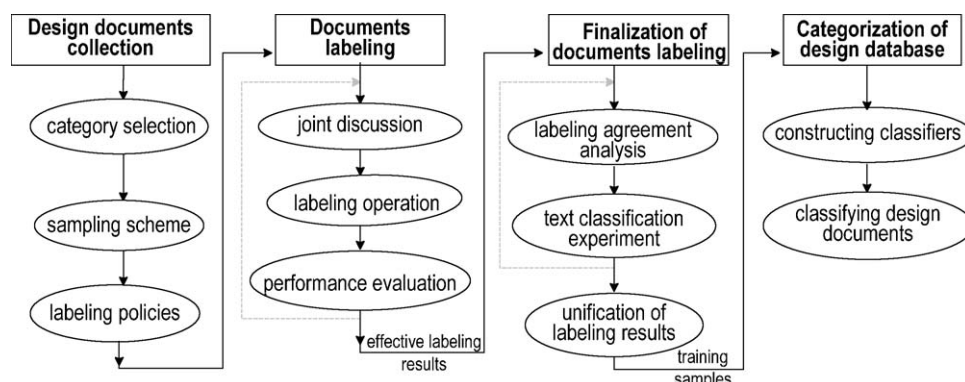 Design documents
collection
category selection
sampling scheme
labeling policies
Documents
labeling
joint discussion
labeling operation
performance evaluation
effective labeling
results
Finalization of
documents labeling
labeling agreement
analysis
text classification
experiment
unification of
labeling results
training
samples
Categorization of
design database
constructing classifiers
classifying design
documents